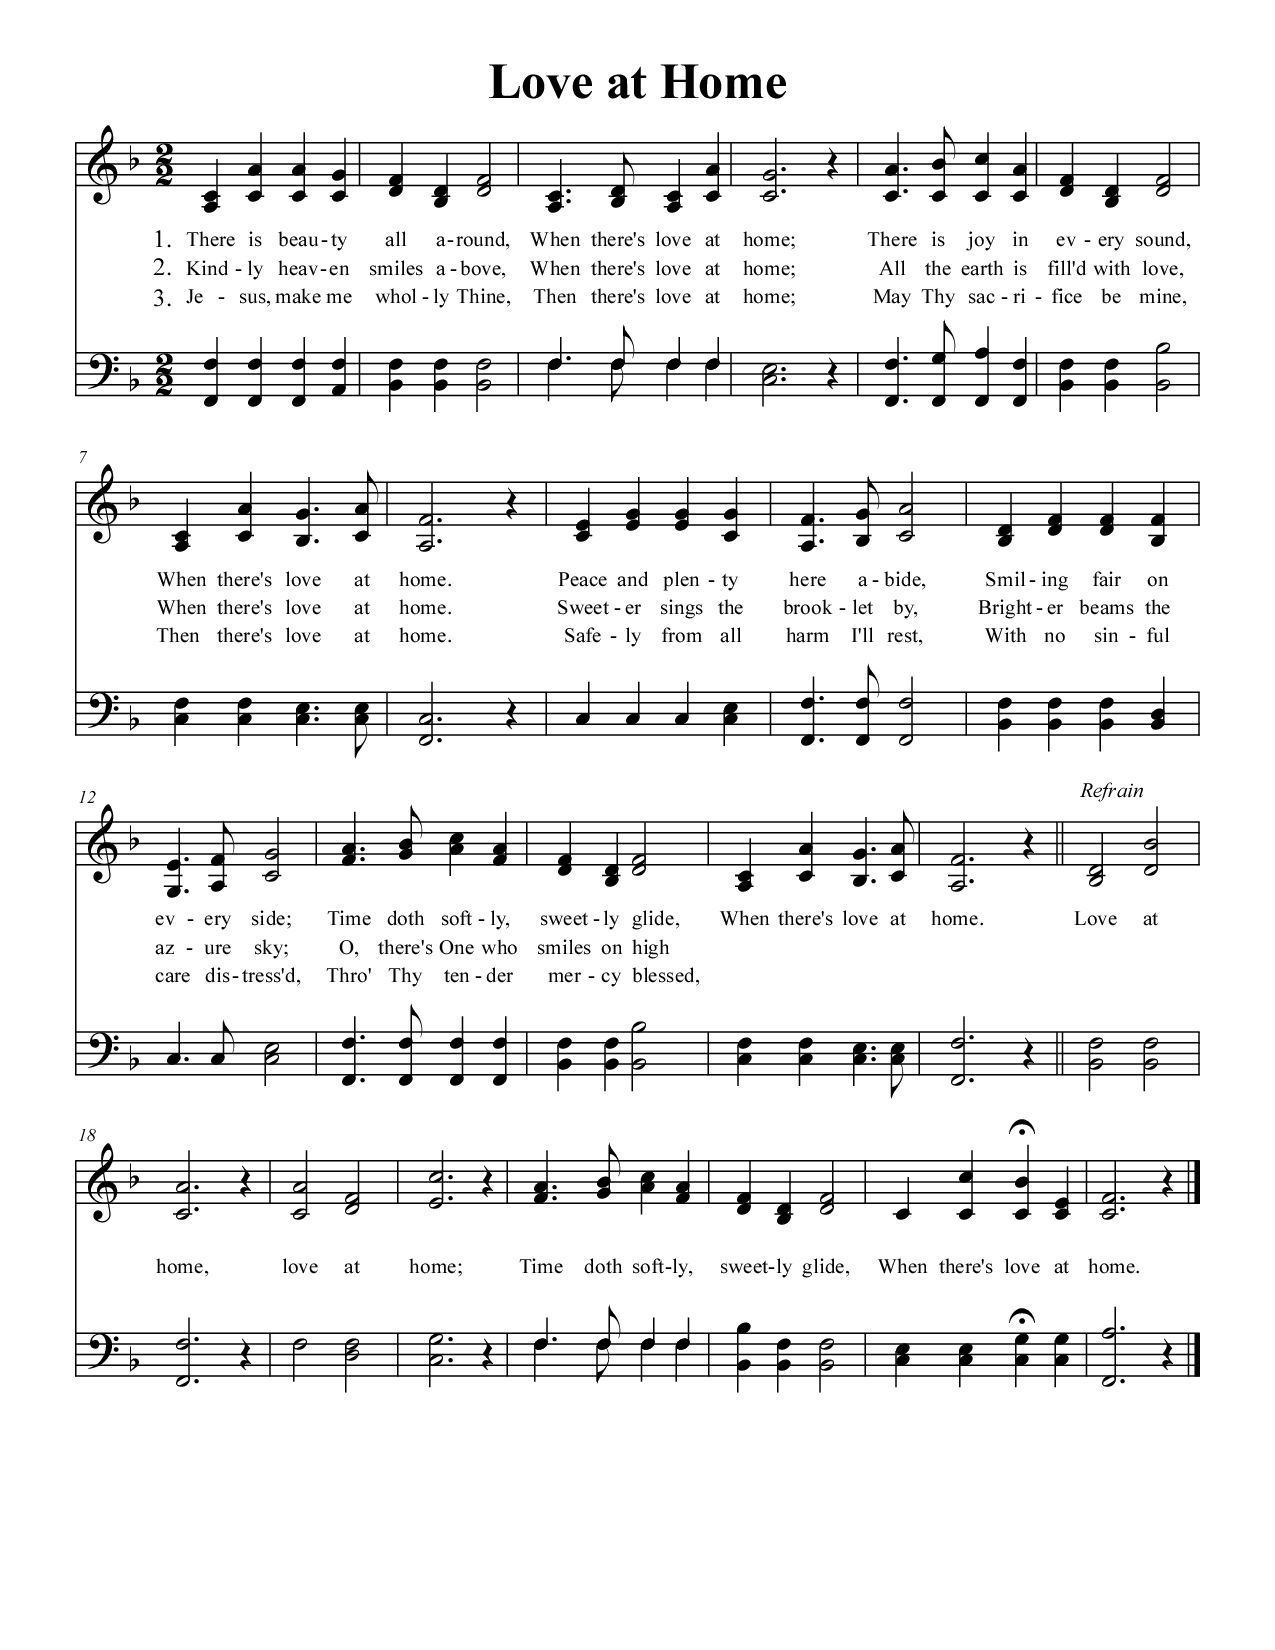 Love at Home
1. There is beau-ty all a-round, When there's love at home; There is joy in ev-ery sound,
2. Kind-ly heav-en smiles a-bove, When there's love at home; All the earth is fill'd with love,
3. Je-sus, make me whol-ly Thine, Then there's love at home; May Thy sac-ri-fice be mine,
7
When there's love at home. Peace and plen-ty here a-bide, Smil-ing fair on
When there's love at home. Sweet-er sings the brook-let by, Bright-er beams the
Then there's love at home. Safe-ly from all harm I'll rest, With no sin-ful
12
Refrain
ev-ery side; Time doth soft-ly, sweet-ly glide, When there's love at home. Love at
az-ure sky; O, there's One who smiles on high
care dis-tress'd, Thro' Thy ten-der mer-cy blessed,
18
home, love at home; Time doth soft-ly, sweet-ly glide, When there's love at home.